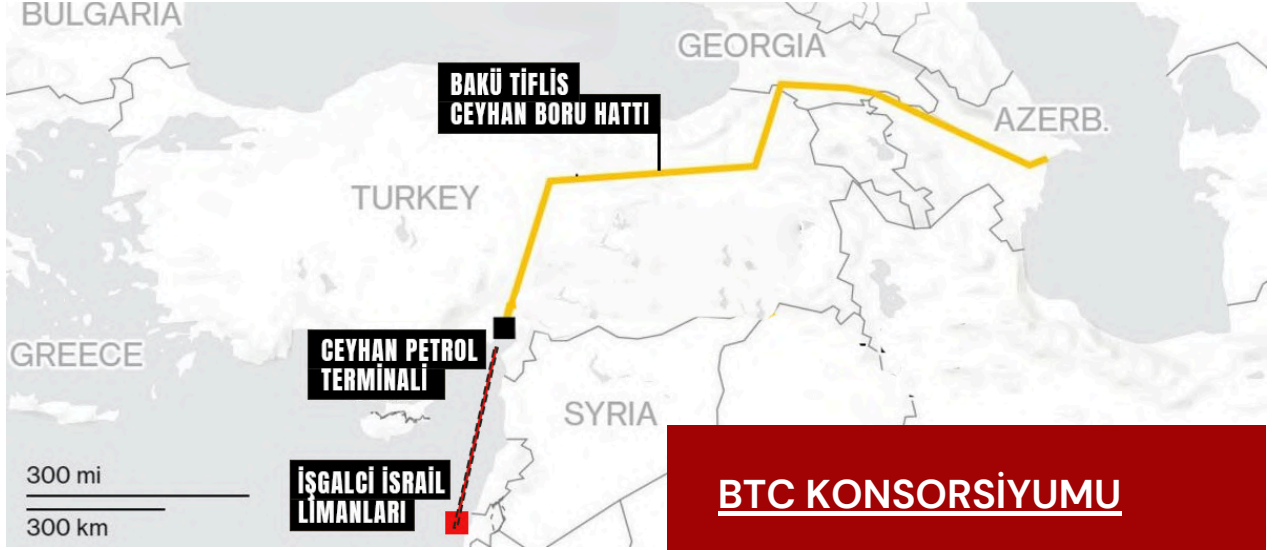 BULGARIA
GEORGIA
BAKÜ TİFLİS
CEYHAN BORU HATTI
AZERB.
TURKEY
CEYHAN PETROL
TERMİNALİ
GREECE
SYRIA
İŞGALCİ İSRAİL
LİMANLARI
300 mi
300 km
BTC KONSORSİYUMU